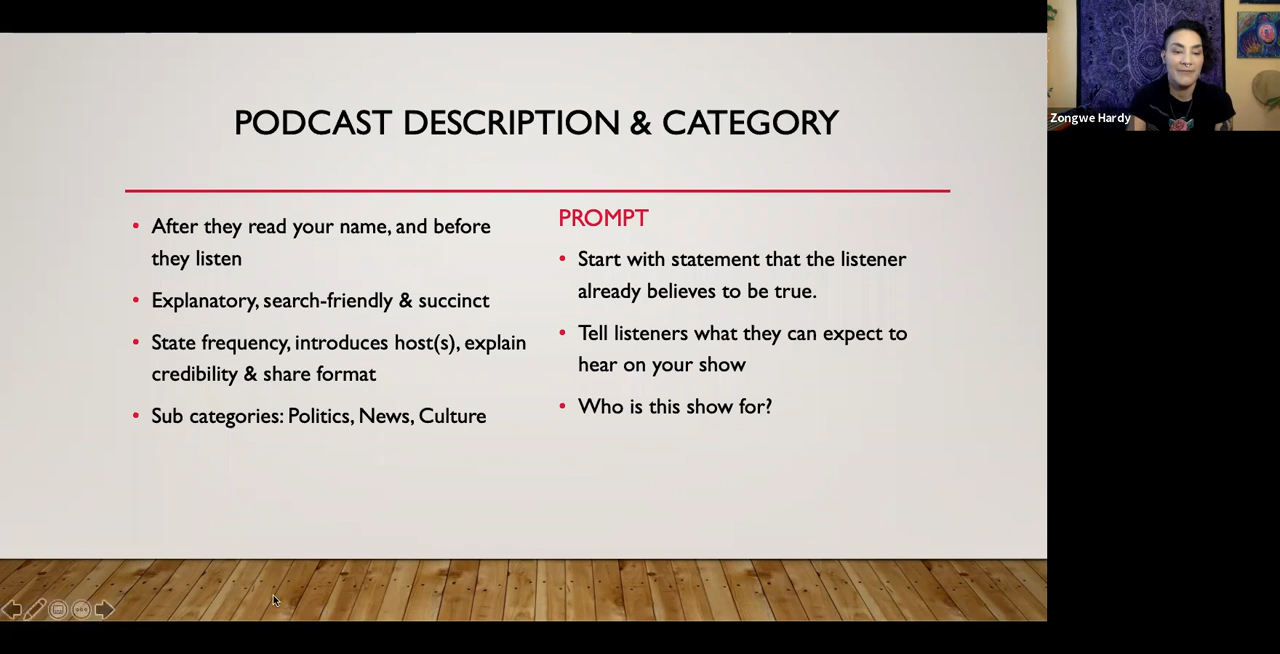 PODCAST DESCRIPTION & CATEGORY
After they read your name, and before
they listen
Explanatory, search-friendly & succinct
State frequency, introduces host(s), explain
credibility & share format
Sub categories: Politics, News, Culture
PROMPT
Start with statement that the listener
already believes to be true.
Tell listeners what they can expect to
hear on your show
Who is this show for?
Zongwe Hardy